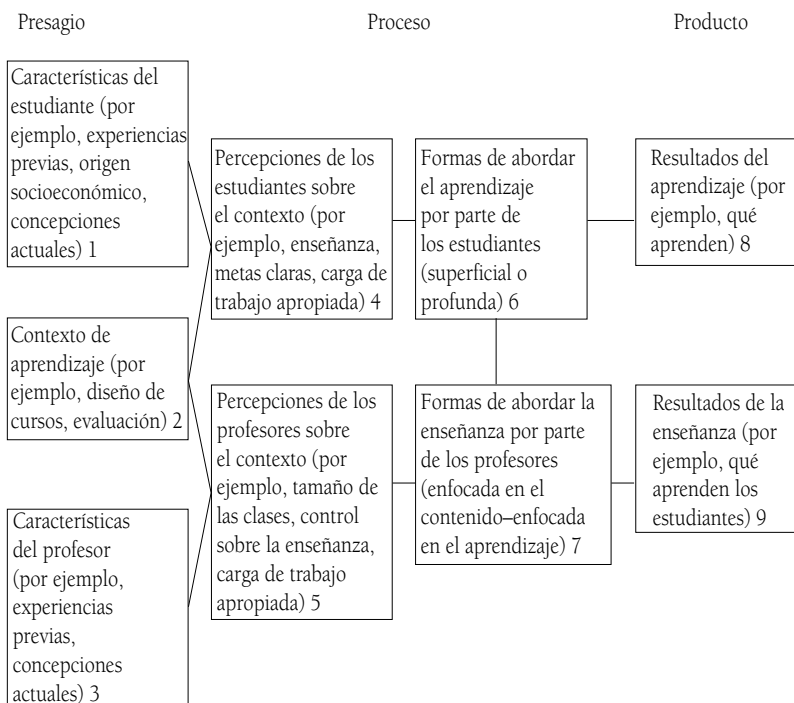 Presagio
Proceso
Producto
Características del
estudiante (por
ejemplo, experiencias
previas, origen
socioeconómico,
concepciones
actuales) 1
Contexto de
aprendizaje (por
ejemplo, diseño de
cursos, evaluación) 2
Características
del profesor
(por ejemplo,
experiencias
previas,
concepciones
actuales) 3
Percepciones de los
estudiantes sobre
el contexto (por
ejemplo, enseñanza,
metas claras, carga de
trabajo apropiada) 4
Percepciones de los
profesores sobre
el contexto (por
ejemplo, tamaño de
las clases, control
sobre la enseñanza,
carga de trabajo
apropiada) 5
Formas de abordar
el aprendizaje
por parte de
los estudiantes
(superficial o
profunda) 6
Formas de abordar la
enseñanza por parte
de los profesores
(enfocada en el
contenido–enfocada
en el aprendizaje) 7
Resultados del
aprendizaje (por
ejemplo, qué
aprenden) 8
Resultados de la
enseñanza (por
ejemplo, qué
aprenden los
estudiantes) 9